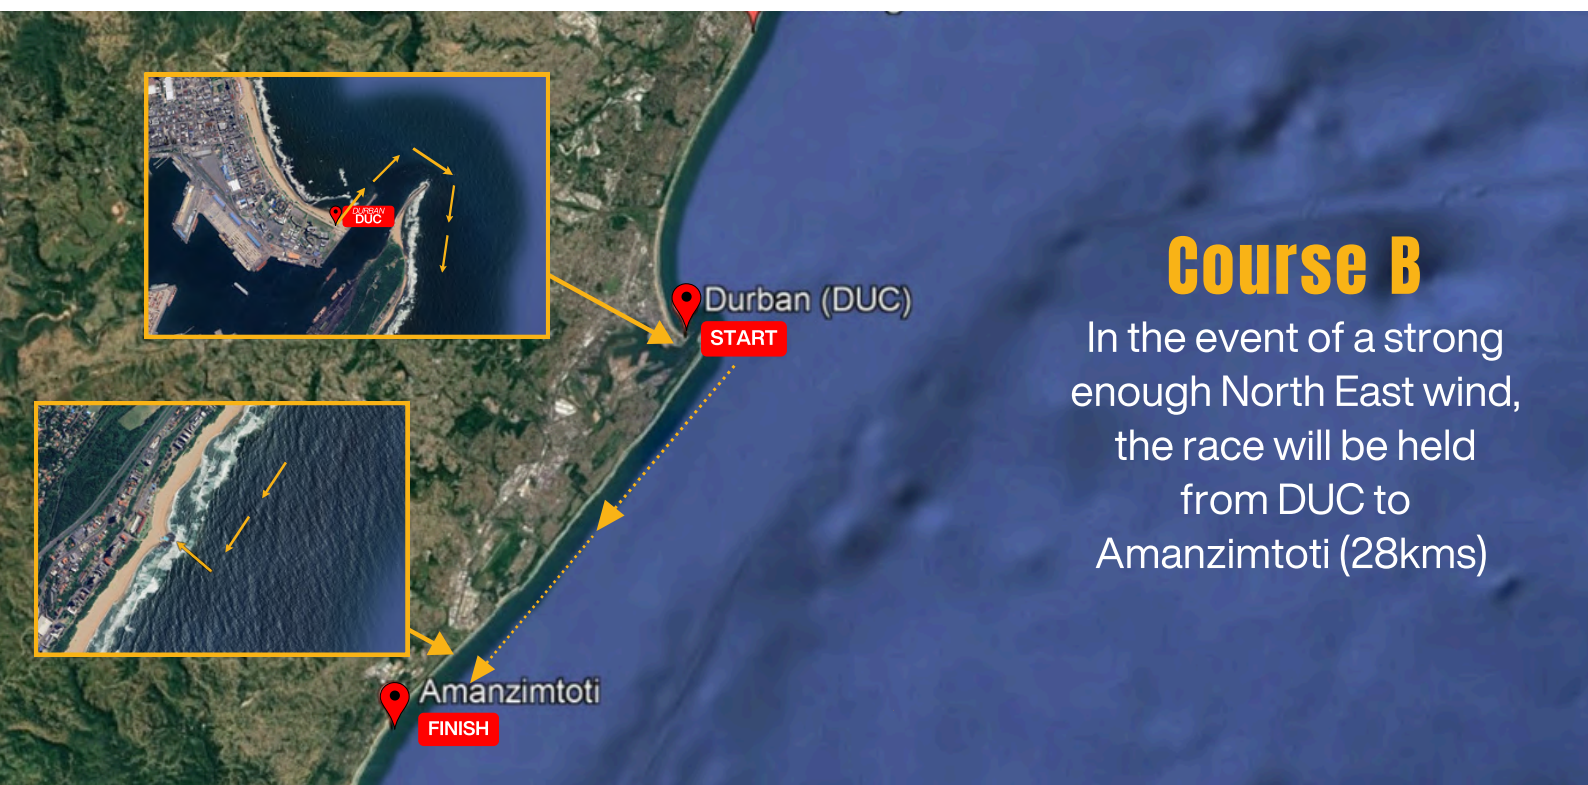 DURBAN
DUC
Durban (DUC)
START
Course B
In the event of a strong
enough North East wind,
the race will be held
from DUC to
Amanzimtoti (28kms)
Amanzimtoti
FINISH